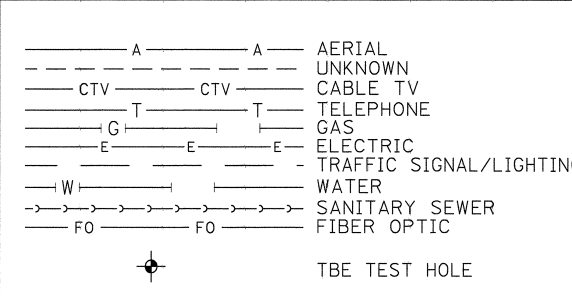 A A AERIAL
UNKNOWN
CTV CTV CABLE TV
T T TELEPHONE
G GAS
E E E ELECTRIC
TRAFFIC SIGNAL/LIGHTIN
W WATER
SANITARY SEWER
FO FO FIBER OPTIC
TBE TEST HOLE